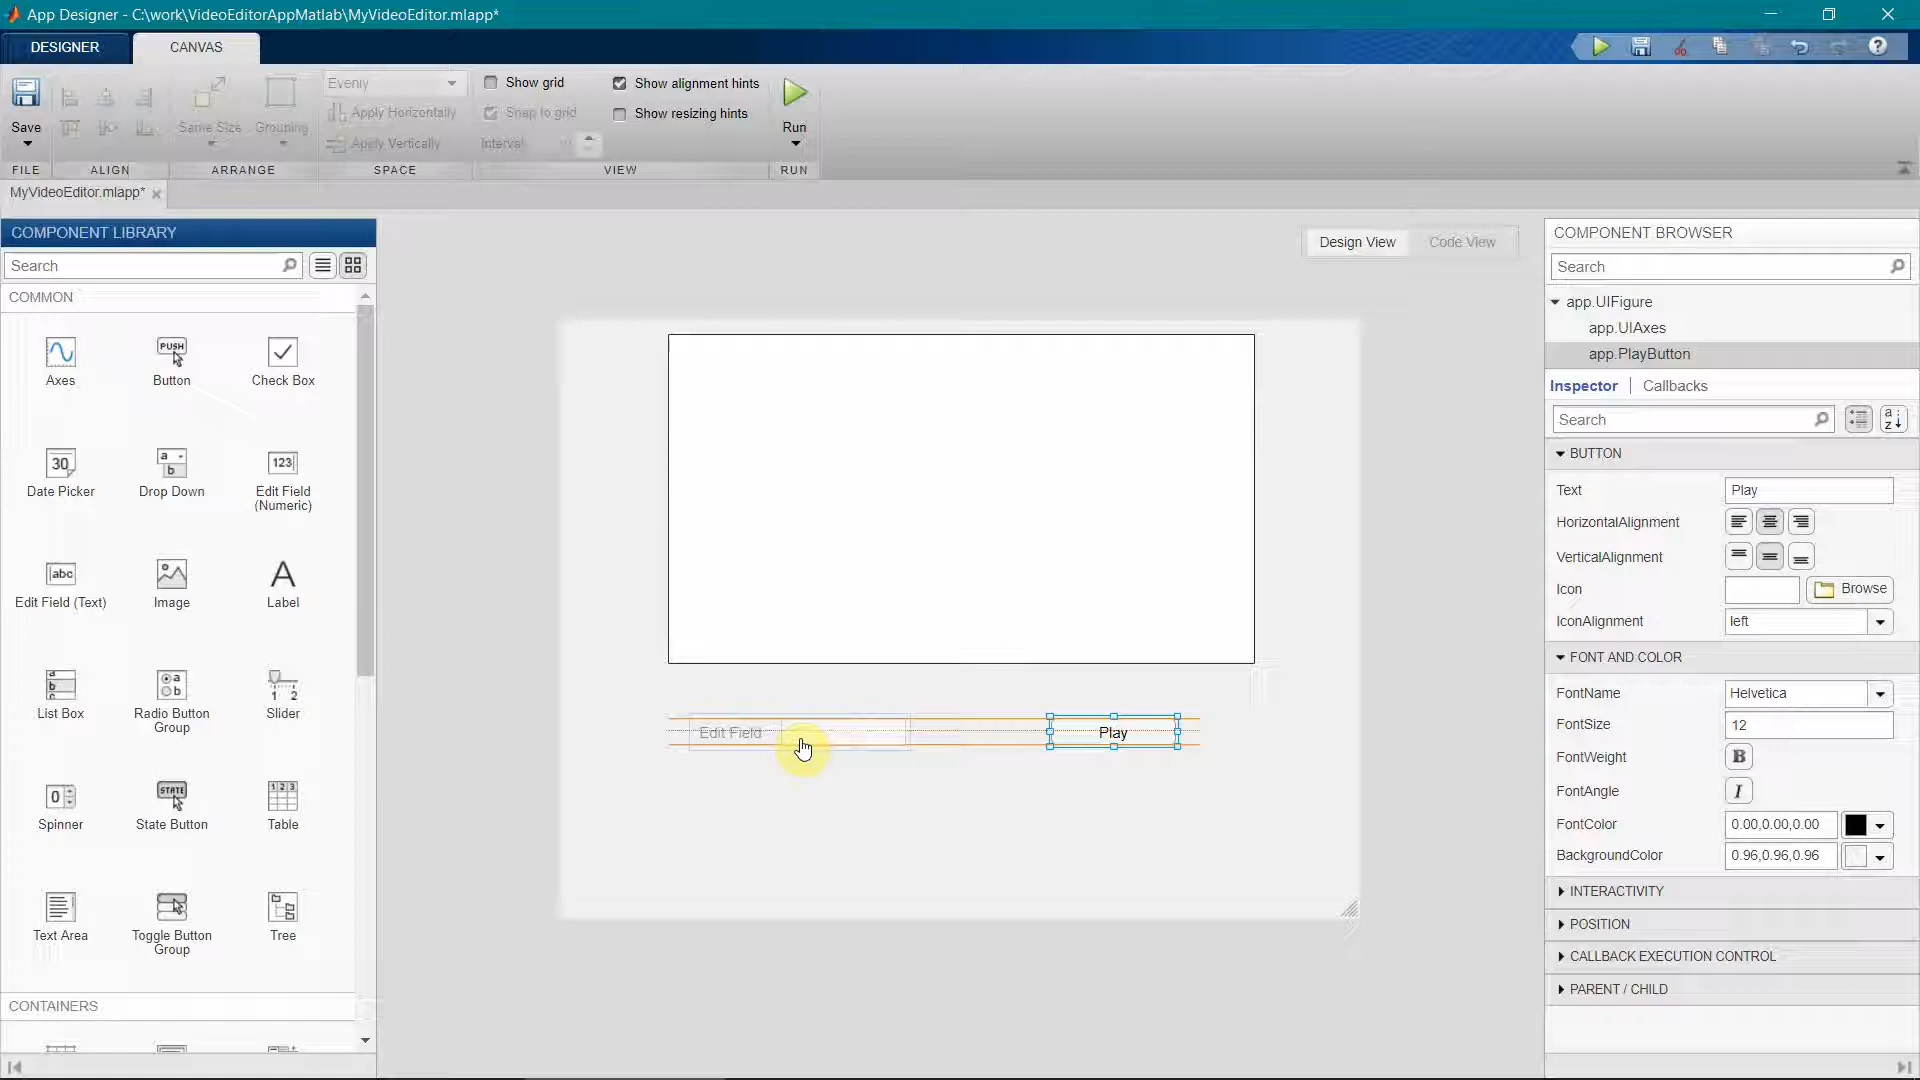 App Designer - C:\work\VideoEditorAppMatlab\MyVideoEditor.mlapp*
DESIGNER
CANVAS
Save
Same Size
Grouping
Evenly
Apply Horizontally
Apply Vertically
Show grid
Snap to grid
Interval
Show alignment hints
Show resizing hints
Run
FILE
ALIGN
ARRANGE
SPACE
VIEW
RUN
MyVideoEditor.mlapp*
COMPONENT LIBRARY
Search
COMMON
Axes
PUSH
Button
Check Box
30
Date Picker
a
b
Drop Down
123
Edit Field
(Numeric)
abc
Edit Field (Text)
Image
A
Label
a
b
c
List Box
a
b
Radio Button
Group
1 2
Slider
0
Spinner
STATE
State Button
1 2 3
Table
Text Area
Toggle Button
Group
Tree
CONTAINERS
Design View
Code View
Edit Field
Play
COMPONENT BROWSER
Search
app.UIFigure
app.UIAxes
app.PlayButton
Inspector
Callbacks
Search
BUTTON
Text
Play
HorizontalAlignment
VerticalAlignment
Icon
Browse
IconAlignment
left
FONT AND COLOR
FontName
Helvetica
FontSize
12
FontWeight
B
FontAngle
I
FontColor
0.00,0.00,0.00
BackgroundColor
0.96,0.96,0.96
INTERACTIVITY
POSITION
CALLBACK EXECUTION CONTROL
PARENT / CHILD